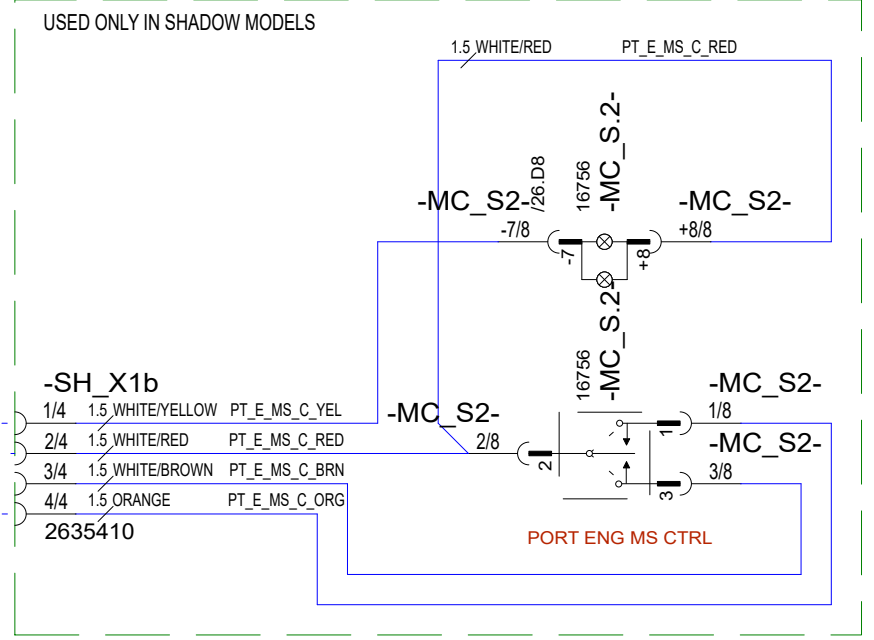 USED ONLY IN SHADOW MODELS
1.5 WHITE/RED PT_E_MS_C_RED
-MC_S2-
-7/8
/26.D8
16756
-MC_S.2-
-MC_S2-
+8/8
-7
+8
16756
-MC_S.2-
-SH_X1b
1/4 1.5 WHITE/YELLOW PT_E_MS_C_YEL
2/4 1.5 WHITE/RED PT_E_MS_C_RED
3/4 1.5 WHITE/BROWN PT_E_MS_C_BRN
4/4 1.5 ORANGE PT_E_MS_C_ORG
2635410
-MC_S2-
2/8
2
-MC_S2-
1/8
1
-MC_S2-
3/8
3
PORT ENG MS CTRL